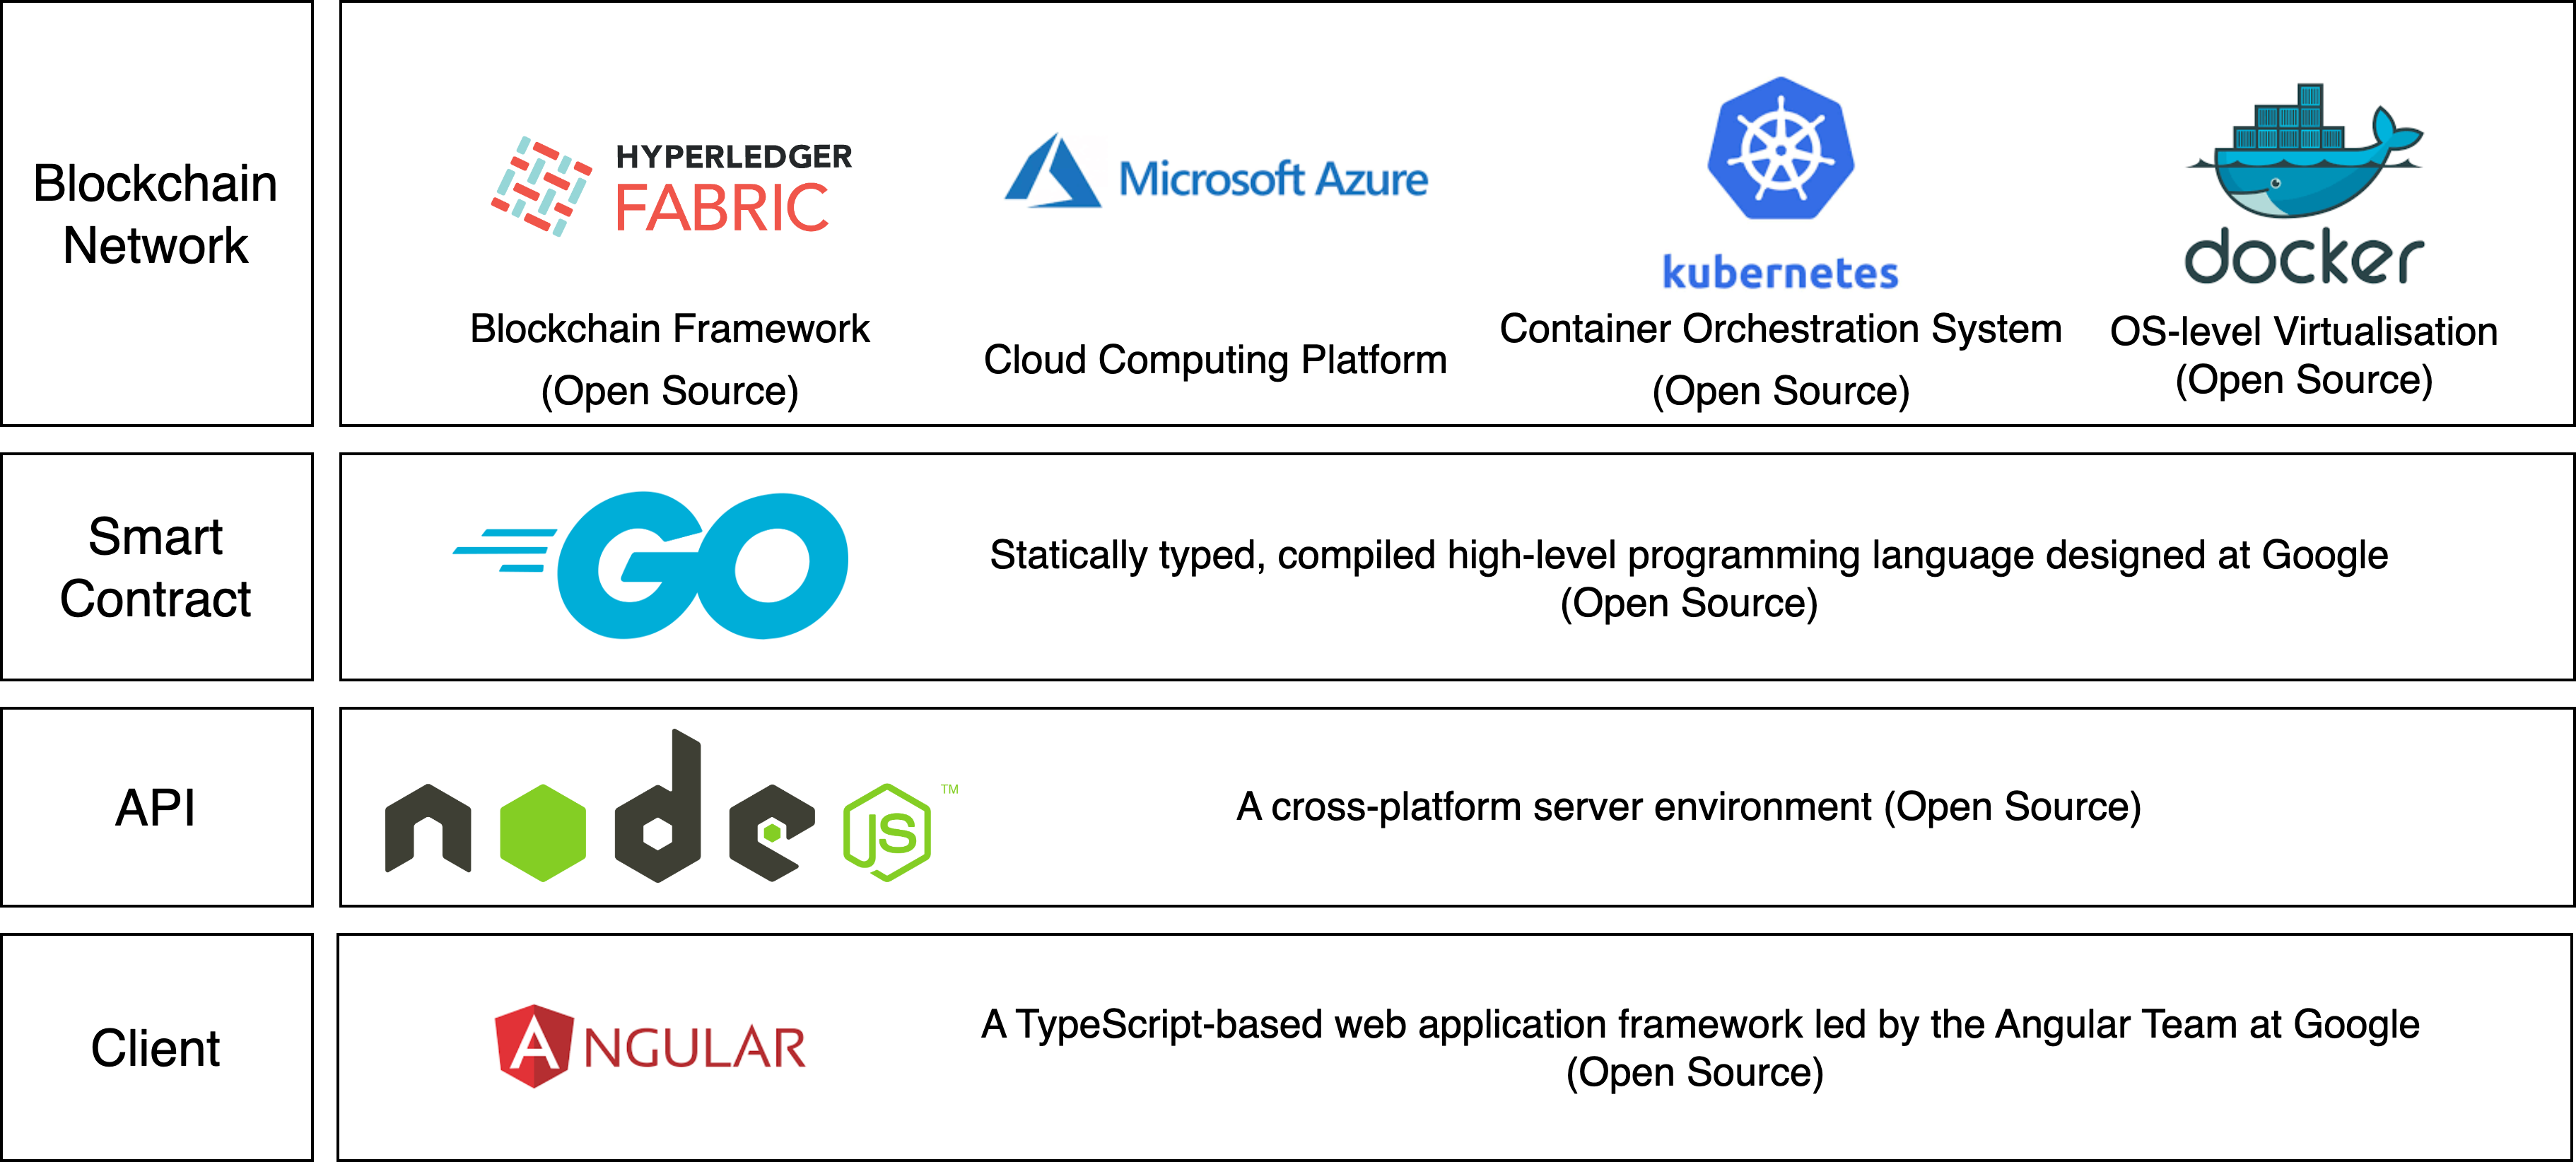 Blockchain
Network
HYPERLEDGER
FABRIC
Blockchain Framework
(Open Source)
Microsoft Azure
Cloud Computing Platform
kubernetes
Container Orchestration System
(Open Source)
docker
OS-level Virtualisation
(Open Source)
Smart
Contract
GO
Statically typed, compiled high-level programming language designed at Google
(Open Source)
API
node JS TM
A cross-platform server environment (Open Source)
Client
ANGULAR
A TypeScript-based web application framework led by the Angular Team at Google
(Open Source)